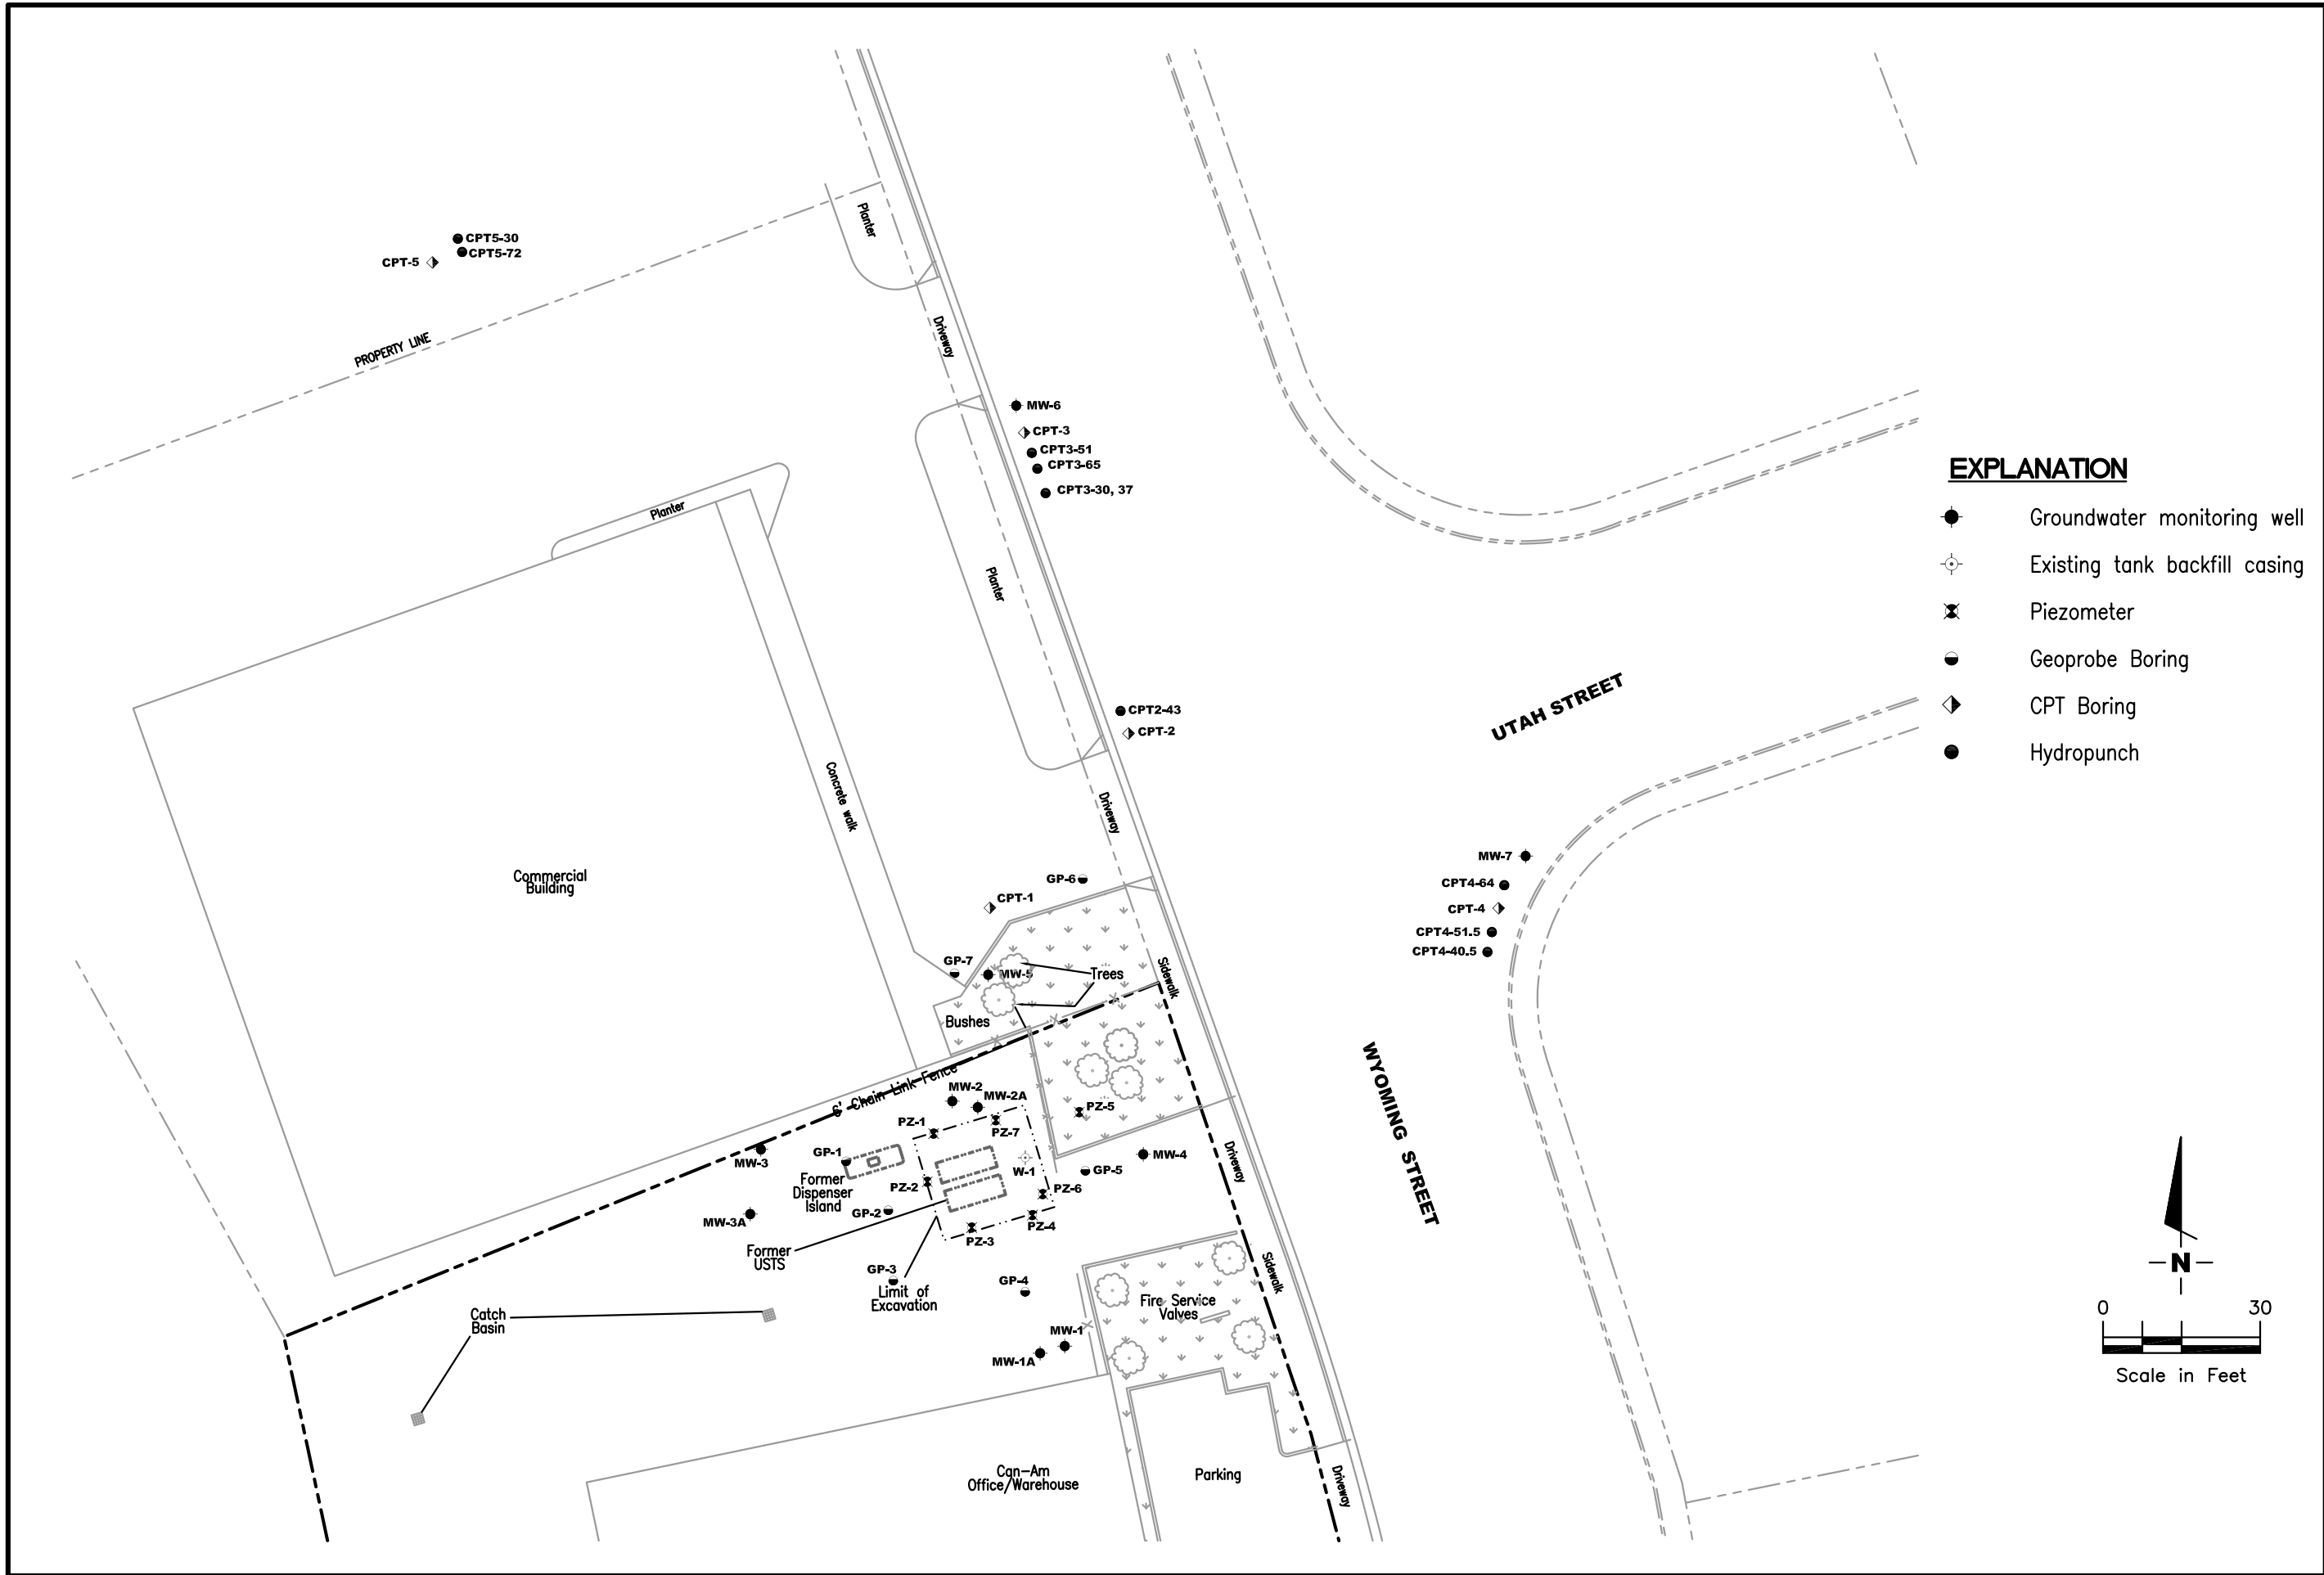 Planter
CPT5-30
CPT5-72
CPT-5
Driveway
PROPERTY LINE
MW-6
CPT-3
CPT3-51
CPT3-65
CPT3-30, 37
Planter
Planter
EXPLANATION
Groundwater monitoring well
Existing tank backfill casing
Piezometer
Geoprobe Boring
CPT Boring
Hydropunch
UTAH STREET
CPT2-43
CPT-2
Concrete walk
Driveway
Commercial
Building
GP-6
CPT-1
MW-7
CPT4-64
CPT-4
CPT4-51.5
CPT4-40.5
GP-7
MW-5
Trees
Sidewalk
Bushes
WYOMING STREET
6' Chain Link Fence
MW-2
MW-2A
PZ-5
PZ-1
PZ-7
GP-1
MW-3
MW-4
W-1
GP-5
Former
Dispenser
Island
PZ-2
PZ-6
Driveway
GP-2
MW-3A
PZ-4
PZ-3
Former
USTS
GP-3
Limit of
Excavation
GP-4
Sidewalk
Fire Service
Valves
Catch
Basin
MW-1
MW-1A
N
0 30
Scale in Feet
Can-Am
Office/Warehouse
Parking
Driveway